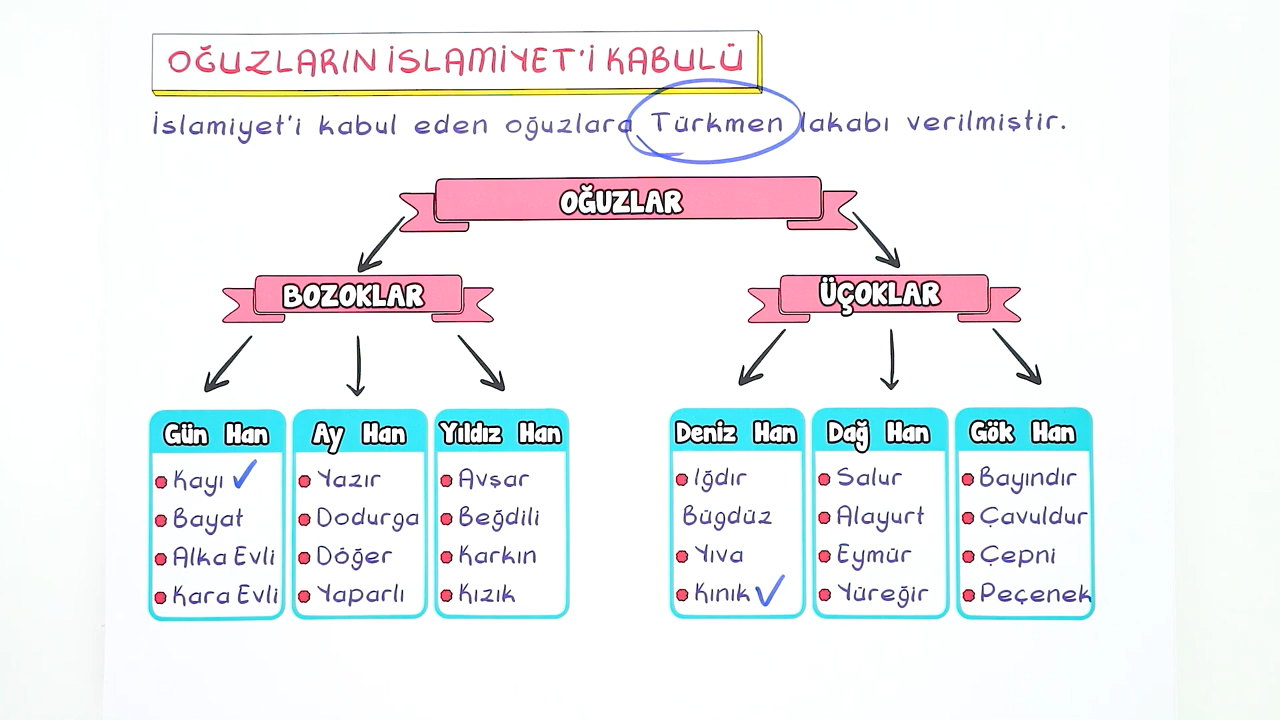 OĞUZLARIN İSLAMİYET'İ KABULÜ
İslamiyet'i kabul eden oğuzlara Türkmen lakabı verilmiştir.
OĞUZLAR
BOZOKLAR
ÜÇOKLAR
Gün Han
Kayı
Bayat
Alka Evli
Kara Evli
Ay Han
Yazır
Dodurga
Döğer
Yaparlı
Yıldız Han
Avşar
Beğdili
Karkın
Kızık
Deniz Han
Iğdır
Bügdüz
Yıva
Kınık
Dağ Han
Salur
Alayurt
Eymür
Yüreğir
Gök Han
Bayındır
Çavuldur
Çepni
Peçenek